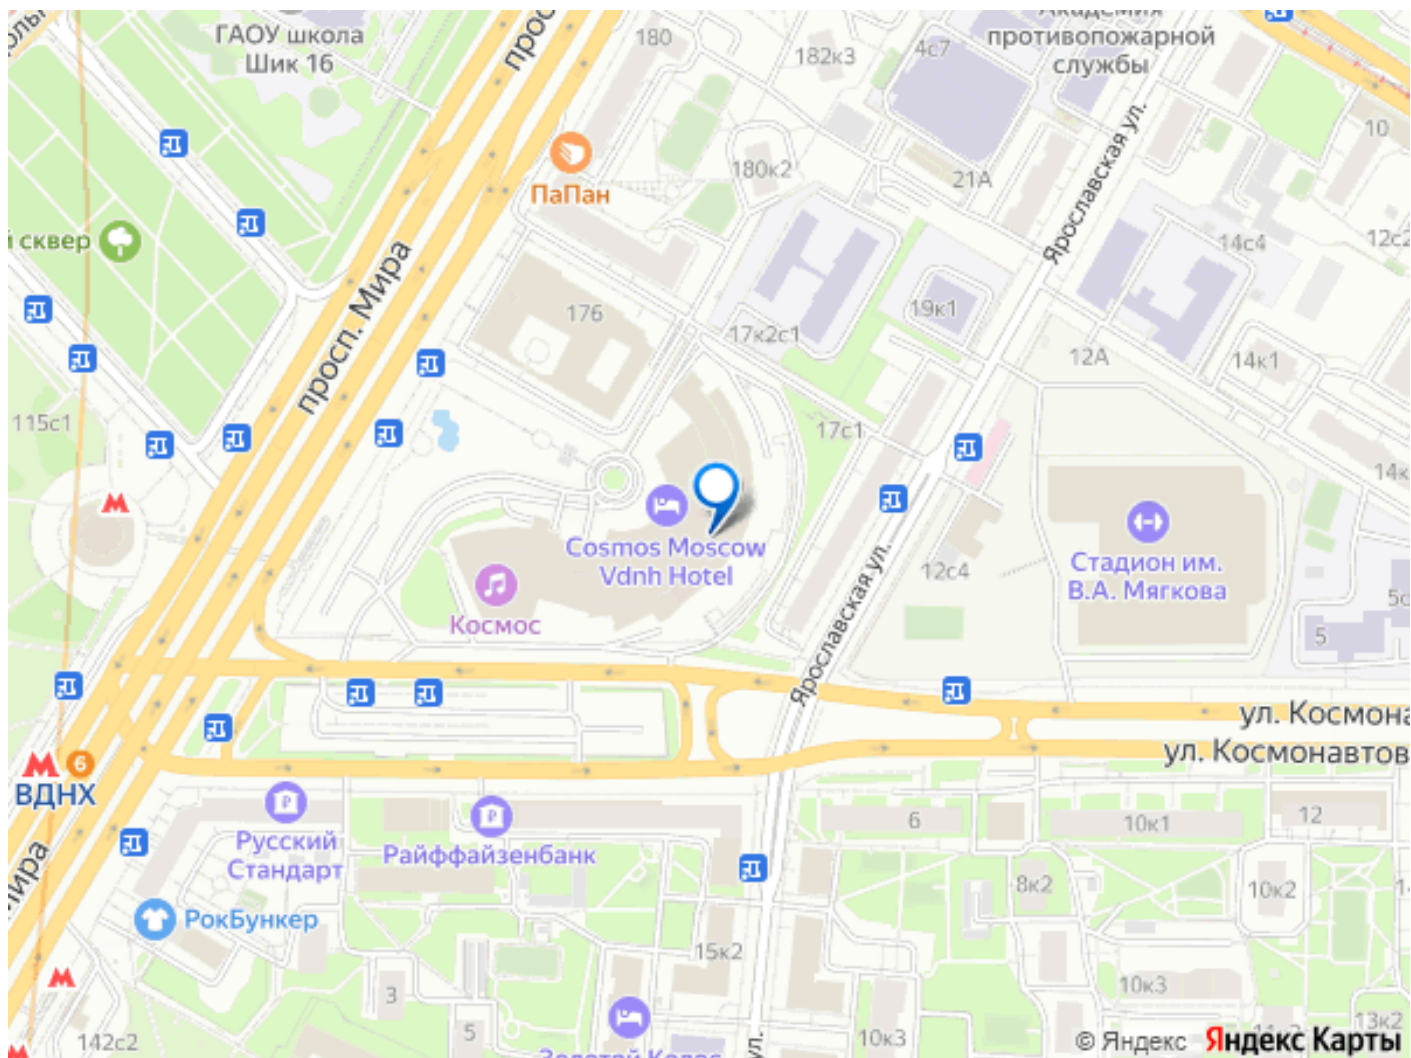 ГАОУ школа
Шик 16
180
182к3
4с7
противопожарной
службы
10
ПаПан
180к2
21А
Ярославская ул.
й сквер
просп. Мира
176
17к2с1
19к1
14с4
12А
14к1
115с1
17с1
Cosmos Moscow
Vdnh Hotel
Космос
12с4
Ярославская ул.
Стадион им.
В.А. Мягкова
5
ул. Космона
ул. Космонавтов
М 6
ВДНХ
Русский
Стандарт
Райффайзенбанк
6
10к1
12
8к2
10к2
РокБункер
15к2
3
5
10к3
10к3
13к2
142с2
© Яндекс Яндекс Карты